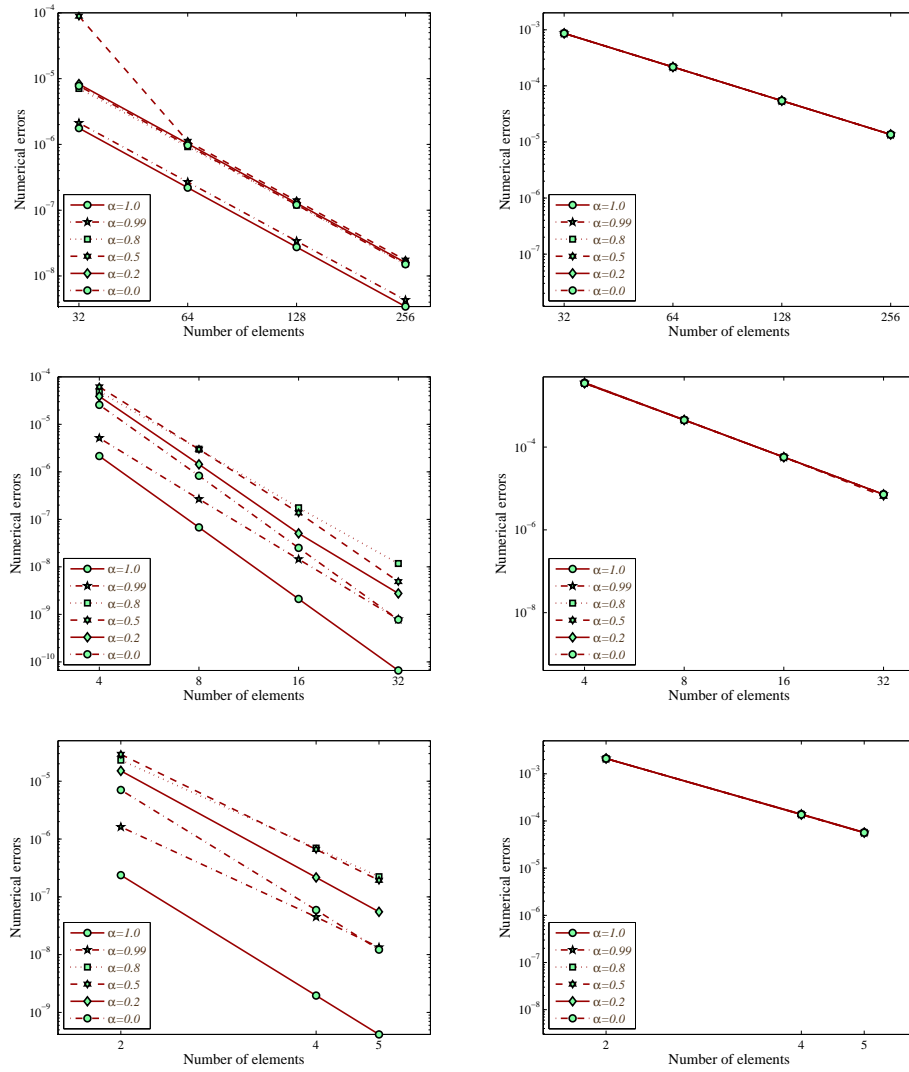 10^-4
10^-5
10^-6
10^-7
10^-8
Numerical errors
α=1.0
α=0.99
α=0.8
α=0.5
α=0.2
α=0.0
32
64
128
256
Number of elements
10^-3
10^-4
10^-5
10^-6
10^-7
Numerical errors
α=1.0
α=0.99
α=0.8
α=0.5
α=0.2
α=0.0
32
64
128
256
Number of elements
10^-4
10^-5
10^-6
10^-7
10^-8
10^-9
10^-10
Numerical errors
α=1.0
α=0.99
α=0.8
α=0.5
α=0.2
α=0.0
4
8
16
32
Number of elements
10^-4
10^-6
10^-8
Numerical errors
α=1.0
α=0.99
α=0.8
α=0.5
α=0.2
α=0.0
4
8
16
32
Number of elements
10^-5
10^-6
10^-7
10^-8
10^-9
Numerical errors
α=1.0
α=0.99
α=0.8
α=0.5
α=0.2
α=0.0
2
4
5
Number of elements
10^-3
10^-4
10^-5
10^-6
10^-7
10^-8
Numerical errors
α=1.0
α=0.99
α=0.8
α=0.5
α=0.2
α=0.0
2
4
5
Number of elements